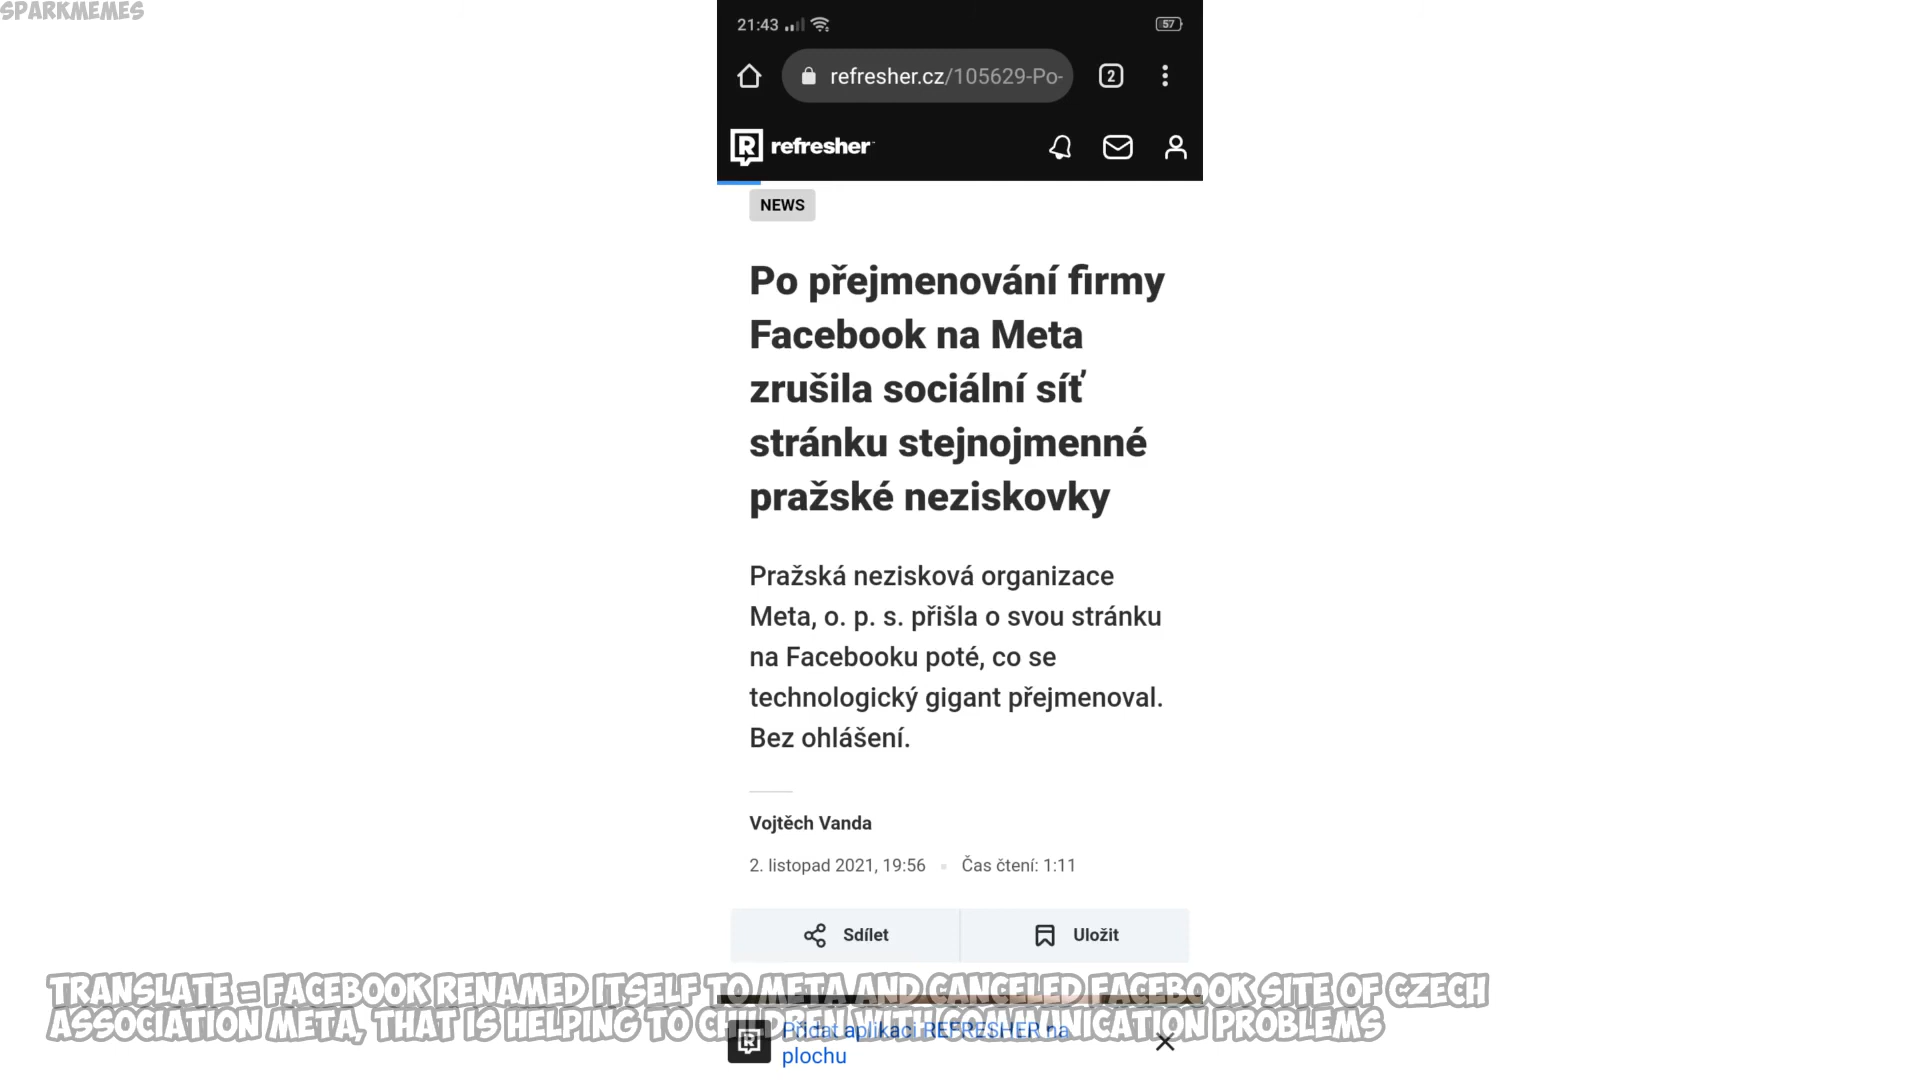 SPARKMEMES
21:43
57
refresher.cz/105629-Po-
2
R refresher
NEWS
Po přejmenování firmy
Facebook na Meta
zrušila sociální síť
stránku stejnojmenné
pražské neziskovky
Pražská nezisková organizace
Meta, o. p. s. přišla o svou stránku
na Facebooku poté, co se
technologický gigant přejmenoval.
Bez ohlášení.
Vojtěch Vanda
2. listopad 2021, 19:56 • Čas čtení: 1:11
Sdílet
Uložit
TRANSLATE = FACEBOOK RENAMED ITSELF TO META AND CANCELED FACEBOOK SITE OF CZECH
ASSOCIATION META, THAT IS HELPING TO CHILDREN WITH COMMUNICATION PROBLEMS
Přidat aplikaci REFRESHER na
plochu